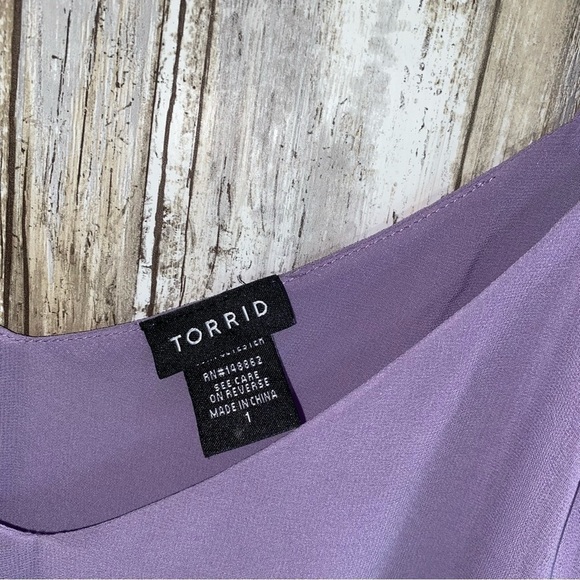 TORRID
RN#148862
SEE CARE
ON REVERSE
MADE IN CHINA
1